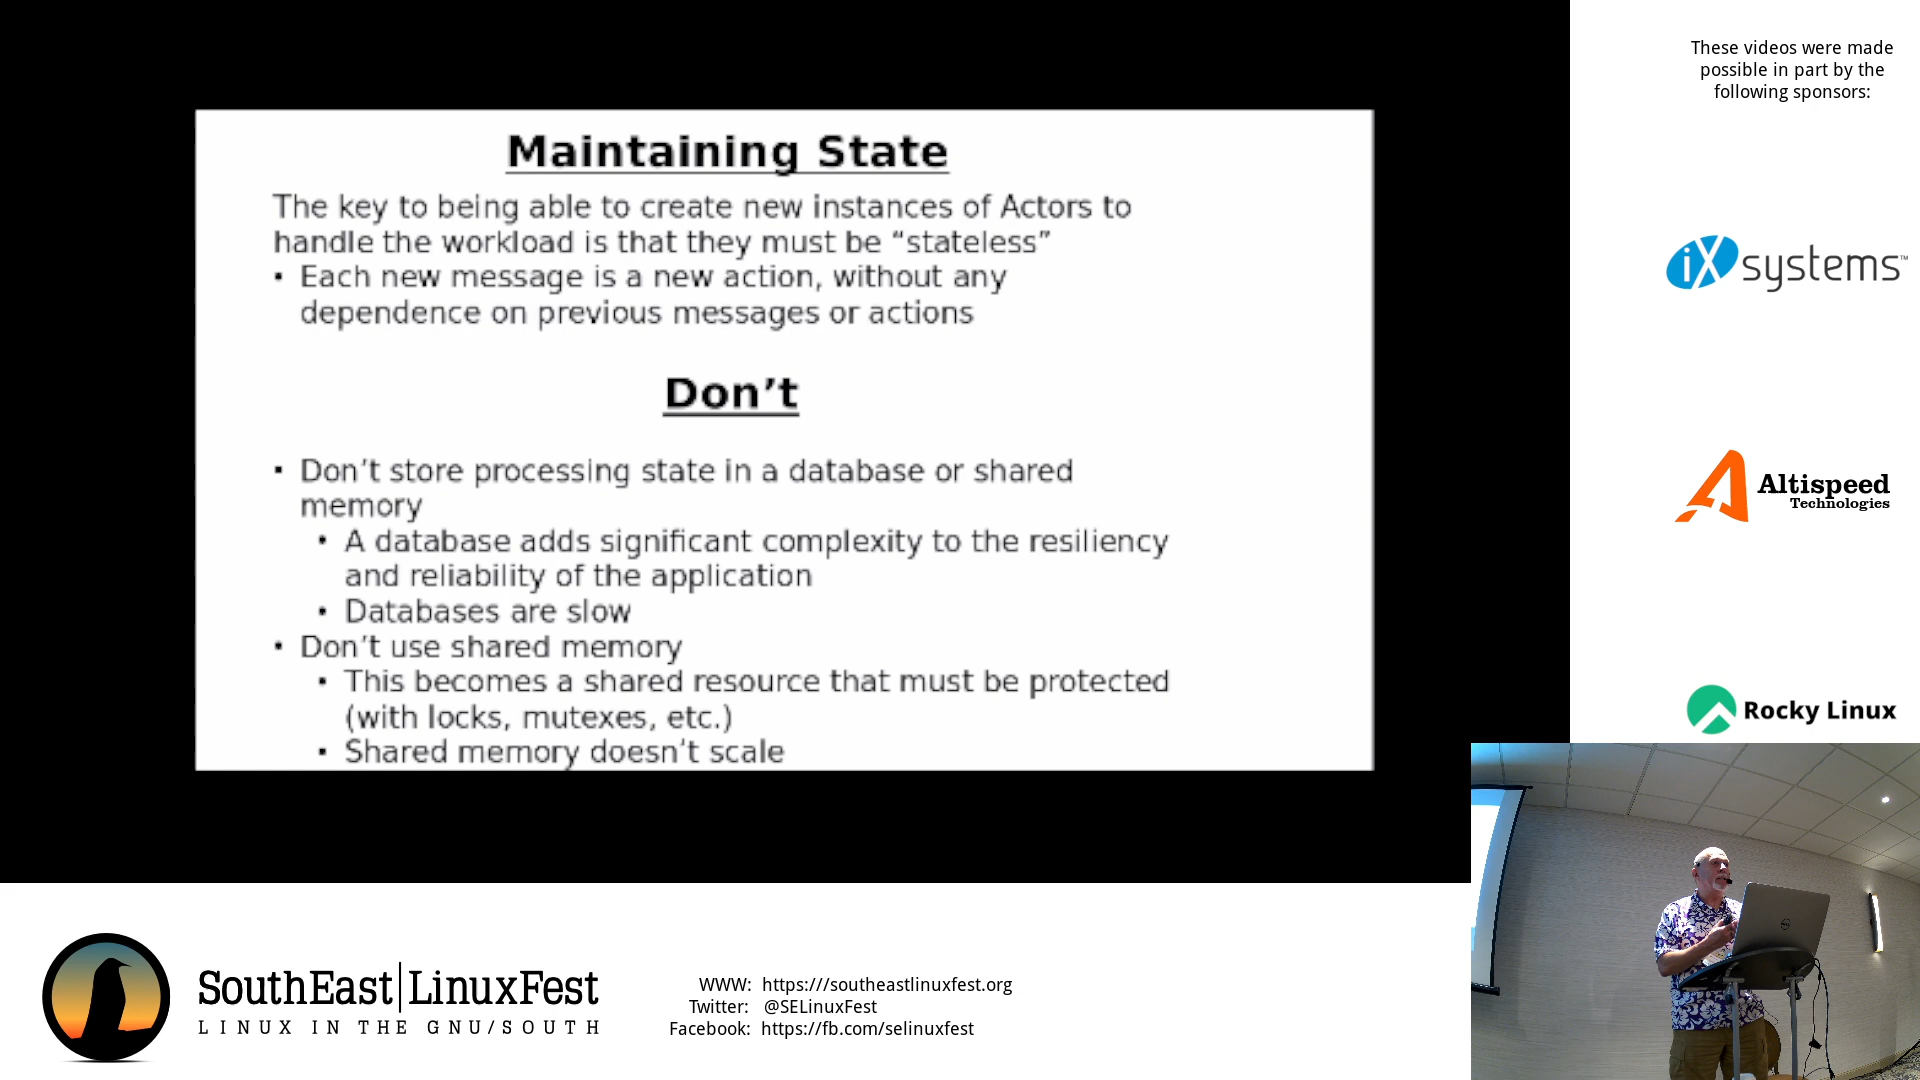 Maintaining State
The key to being able to create new instances of Actors to
handle the workload is that they must be “stateless”
▪ Each new message is a new action, without any
dependence on previous messages or actions
Don’t
▪ Don’t store processing state in a database or shared
memory
• A database adds significant complexity to the resiliency
and reliability of the application
• Databases are slow
▪ Don’t use shared memory
▪ This becomes a shared resource that must be protected
(with locks, mutexes, etc.)
▪ Shared memory doesn’t scale
These videos were made
possible in part by the
following sponsors:
iXsystems™
Altispeed
Technologies
Rocky Linux
SouthEast|LinuxFest
LINUX IN THE GNU/SOUTH
WWW: https:///southeastlinuxfest.org
Twitter: @SELinuxFest
Facebook: https://fb.com/selinuxfest
DELL